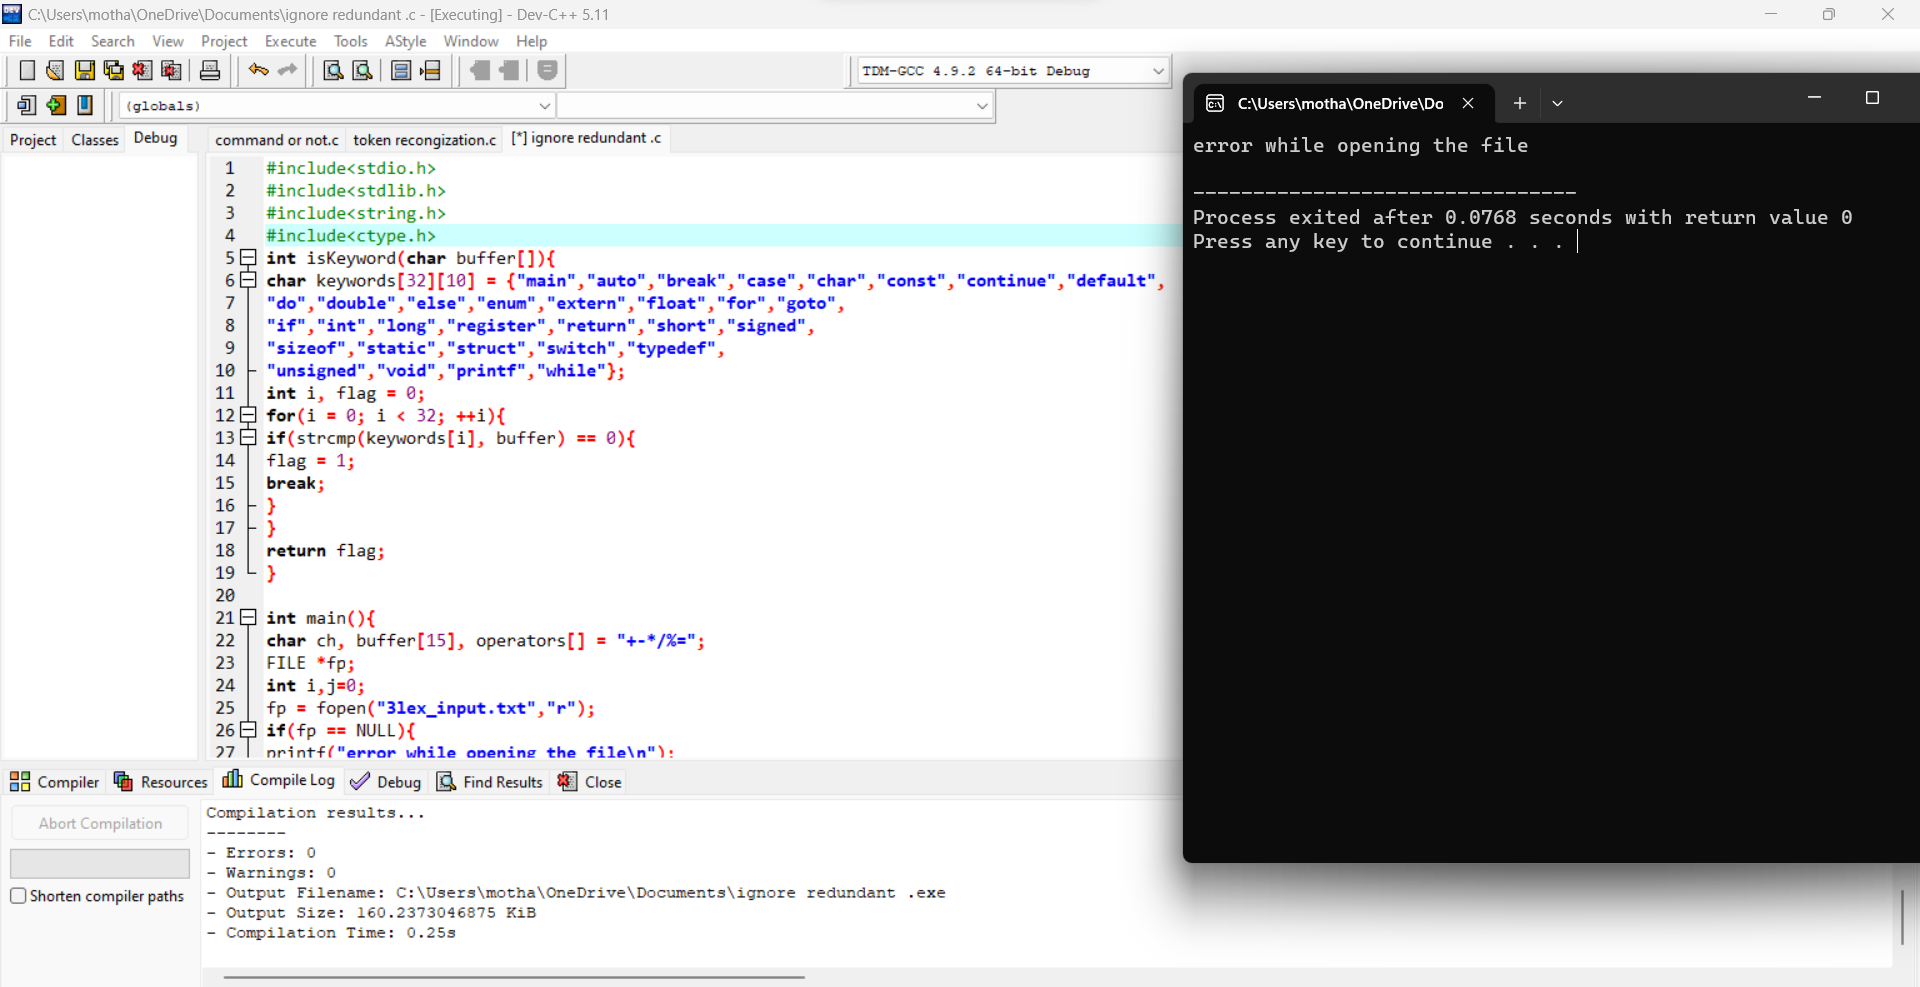 C:\Users\motha\OneDrive\Documents\ignore redundant .c - [Executing] - Dev-C++ 5.11
File Edit Search View Project Execute Tools AStyle Window Help
TDM-GCC 4.9.2 64-bit Debug
(globals)
Project Classes Debug
command or not.c token recongization.c [*] ignore redundant .c
1 #include<stdio.h>
2 #include<stdlib.h>
3 #include<string.h>
4 #include<ctype.h>
5 int isKeyword(char buffer[]){
6 char keywords[32][10] = {"main","auto","break","case","char","const","continue","default",
7 "do","double","else","enum","extern","float","for","goto",
8 "if","int","long","register","return","short","signed",
9 "sizeof","static","struct","switch","typedef",
10 "unsigned","void","printf","while"};
11 int i, flag = 0;
12 for(i = 0; i < 32; ++i){
13 if(strcmp(keywords[i], buffer) == 0){
14 flag = 1;
15 break;
16 }
17 }
18 return flag;
19 }
20
21 int main(){
22 char ch, buffer[15], operators[] = "+-*/%=";
23 FILE *fp;
24 int i,j=0;
25 fp = fopen("3lex_input.txt","r");
26 if(fp == NULL){
27 printf("error while opening the file\n");
Compiler Resources Compile Log Debug Find Results Close
Abort Compilation
Shorten compiler paths
Compilation results...
--------
- Errors: 0
- Warnings: 0
- Output Filename: C:\Users\motha\OneDrive\Documents\ignore redundant .exe
- Output Size: 160.2373046875 KiB
- Compilation Time: 0.25s
C:\Users\motha\OneDrive\Do
error while opening the file
--------------------------------
Process exited after 0.0768 seconds with return value 0
Press any key to continue . . .